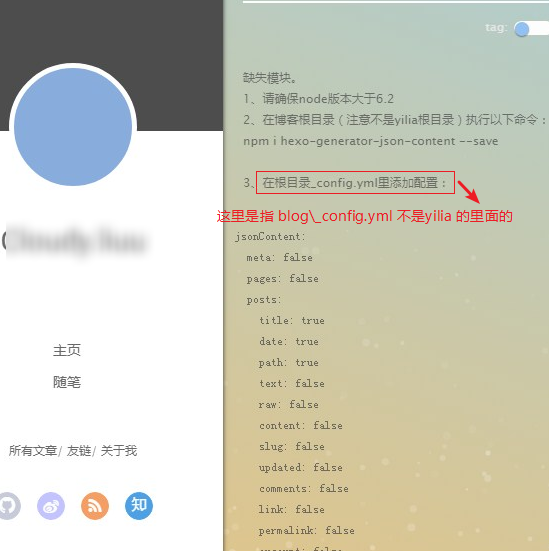 tag:
缺失模块。
1、请确保node版本大于6.2
2、在博客根目录（注意不是yilia根目录）执行以下命令：
npm i hexo-generator-json-content --save
3、在根目录_config.yml里添加配置：
这里是指 blog\_config.yml 不是yilia 的里面的
jsonContent:
meta: false
pages: false
posts:
title: true
date: true
path: true
text: false
raw: false
content: false
slug: false
updated: false
comments: false
link: false
permalink: false
主页
随笔
所有文章/ 友链/ 关于我
知